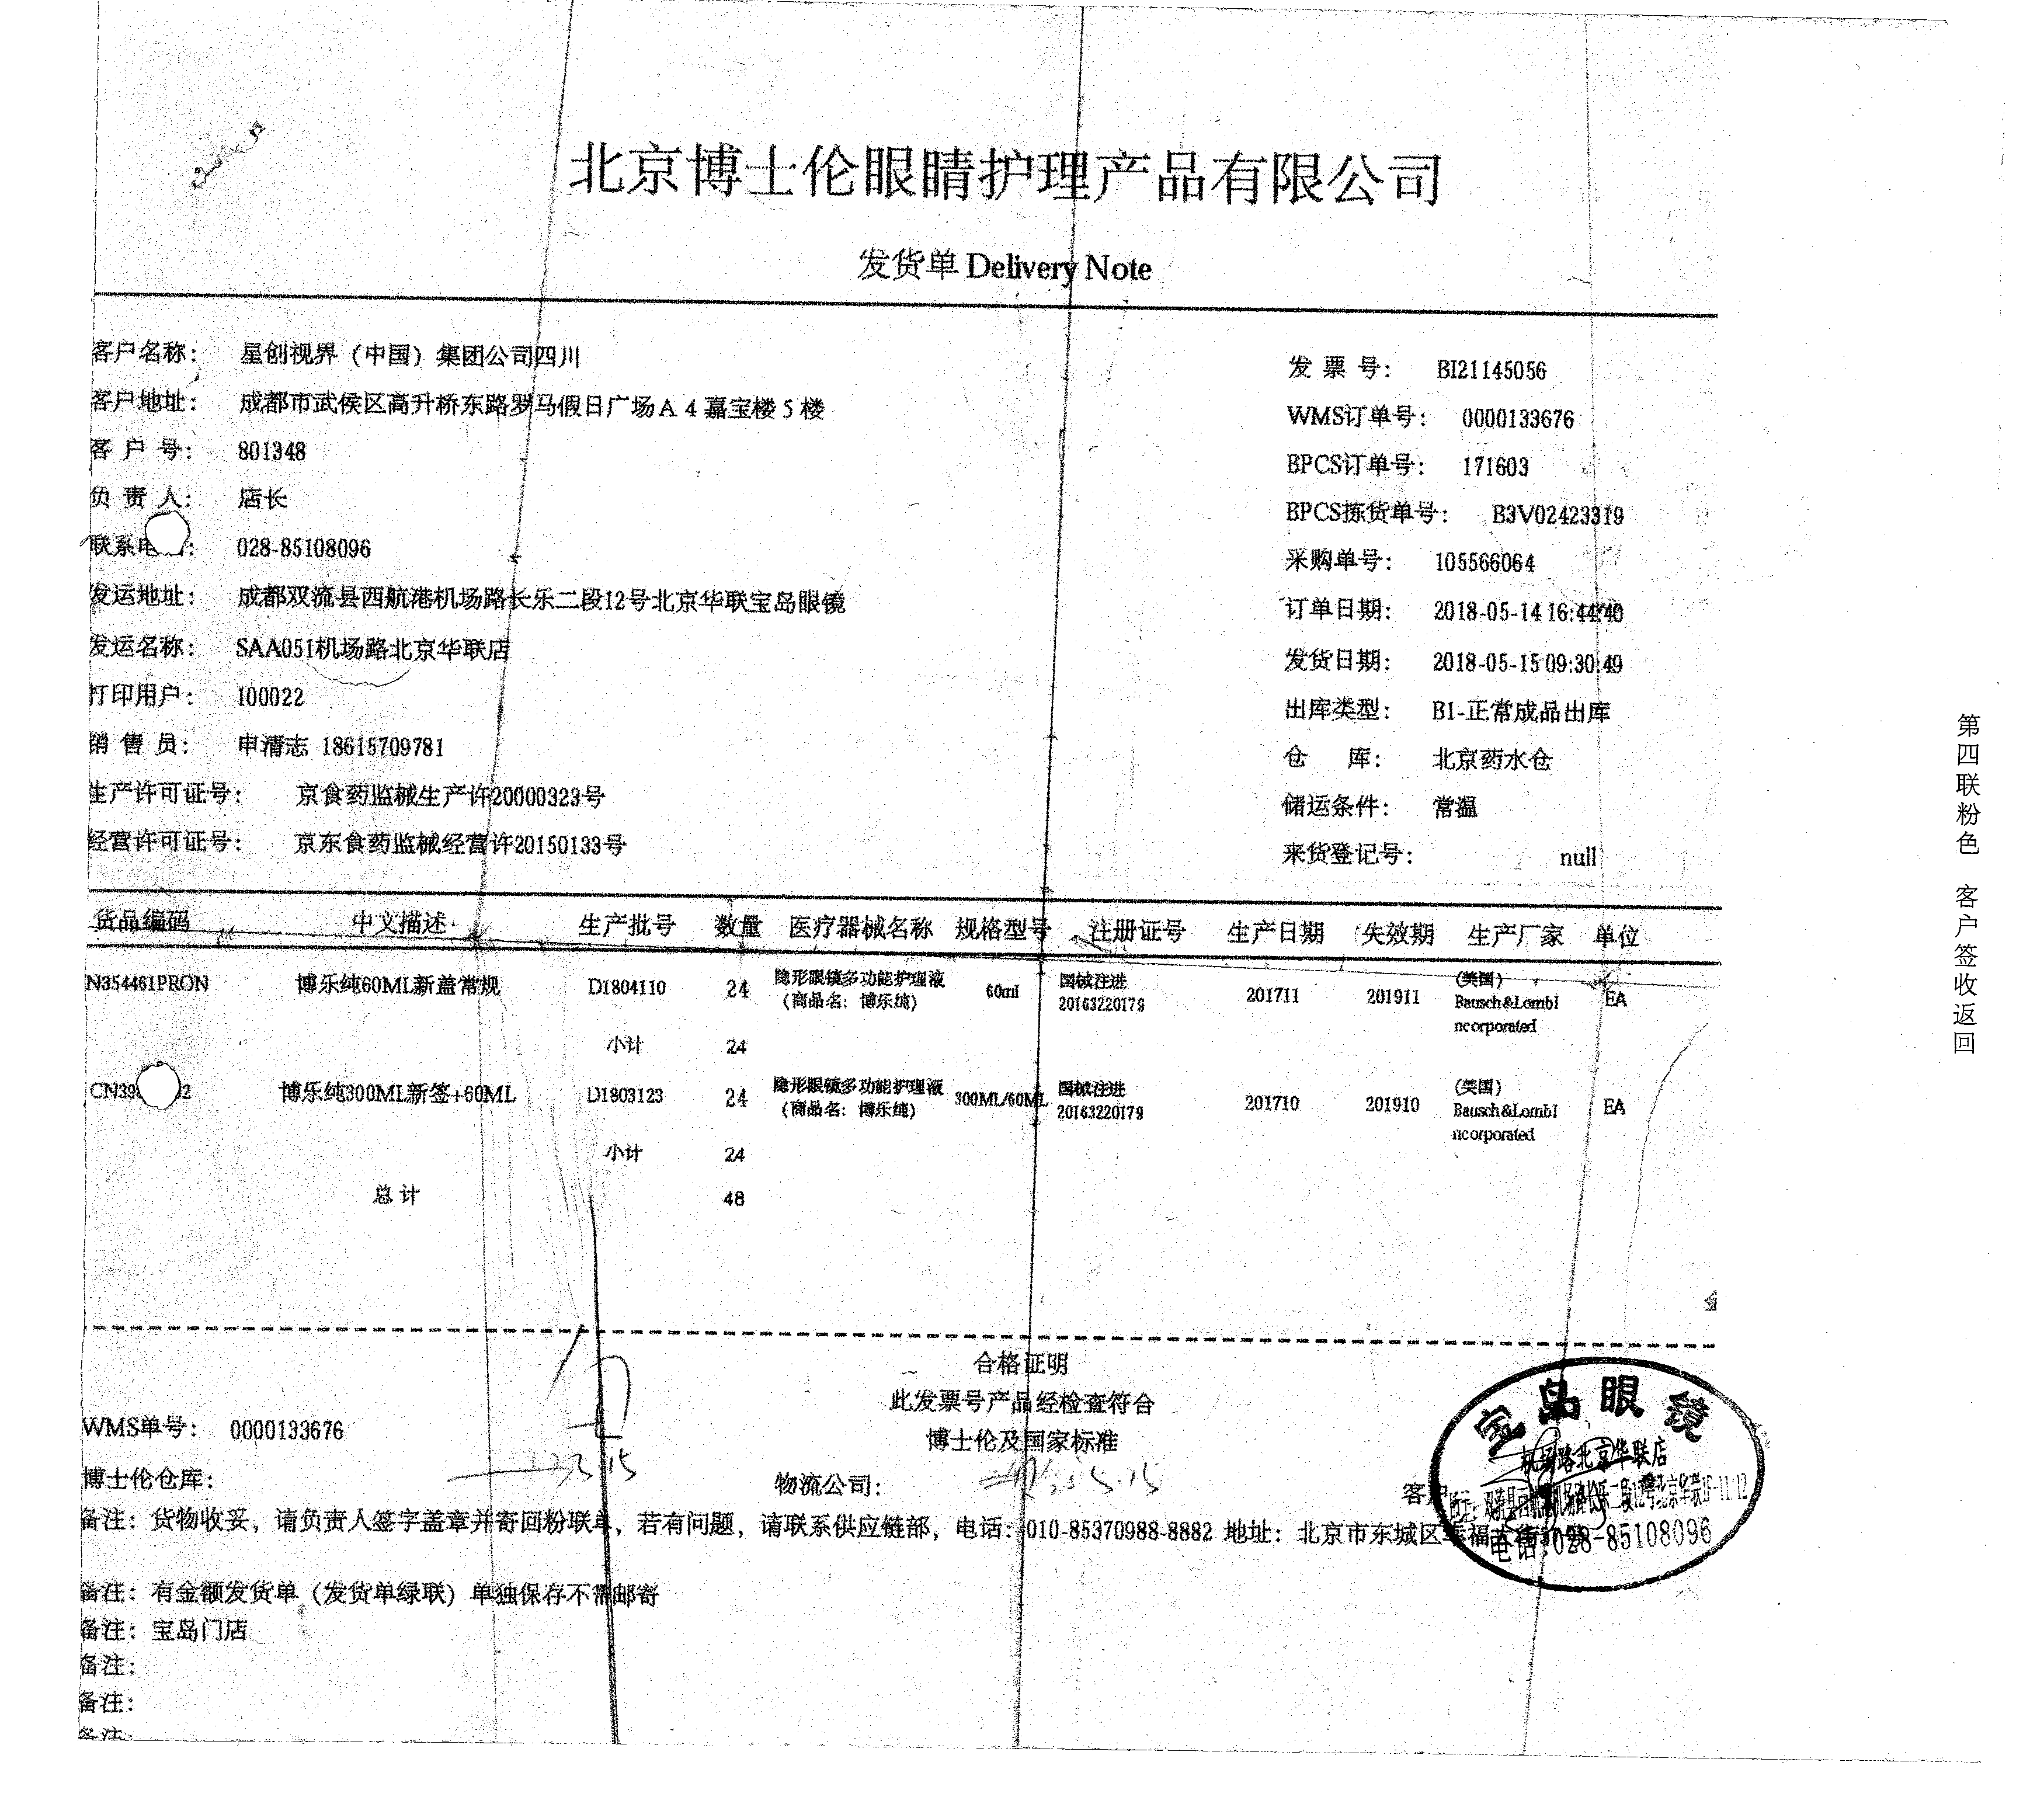 北京博士伦眼睛护理产品有限公司
发货单 Delivery Note
客户名称： 星创视界（中国）集团公司四川
客户地址： 成都市武侯区高升桥东路罗马假日广场Ａ４嘉宝楼５楼
客 户 号： 801348
负 责 人： 店长
联系电 ： 028-85108096
发运地址： 成都双流县西航港机场路长乐二段12号北京华联宝岛眼镜
发运名称： SAA051机场路北京华联店
打印用户： 100022
销 售 员： 申清志 18615709781
生产许可证号： 京食药监械生产许20000323号
经营许可证号： 京东食药监械经营许20150133号
发 票 号： BI21145056
WMS订单号： 0000133676
BPCS订单号： 171603
BPCS拣货单号： B3V02423319
采购单号： 105566064
订单日期： 2018-05-14 16:44:40
发货日期： 2018-05-15 09:30:49
出库类型： B1-正常成品出库
仓 库： 北京药水仓
储运条件： 常温
来货登记号： null
货品编码 中文描述 生产批号 数量 医疗器械名称 规格型号 注册证号 生产日期 失效期 生产厂家 单位
N354461PRON 博乐纯60ML新盖常规 D1804110 24 隐形眼镜多功能护理液（商品名：博乐纯） 60ml 国械注进20163220179 201711 201911 （美国）Bausch&LombIncorporated EA
小计 24
博乐纯300ML新签+60ML D1803123 24 隐形眼镜多功能护理液（商品名：博乐纯） 300ML/60ML 国械注进20163220179 201710 201910 （美国）Bausch&LombIncorporated EA
小计 24
总 计 48
合格证明
此发票号产品经检查符合
博士伦及国家标准
WMS单号： 0000133676
博士伦仓库：
物流公司： 5.15
客户
备注：货物收妥，请负责人签字盖章并寄回粉联单，若有问题，请联系供应链部，电话：010-85370988-8882 地址：北京市东城区幸福大街
备注：有金额发货单（发货单绿联）单独保存不需邮寄
备注：宝岛门店
备注：
备注：
备注：
宝岛眼镜
机场路北京华联店
电话:028-85108096
第四联粉色 客户签收返回